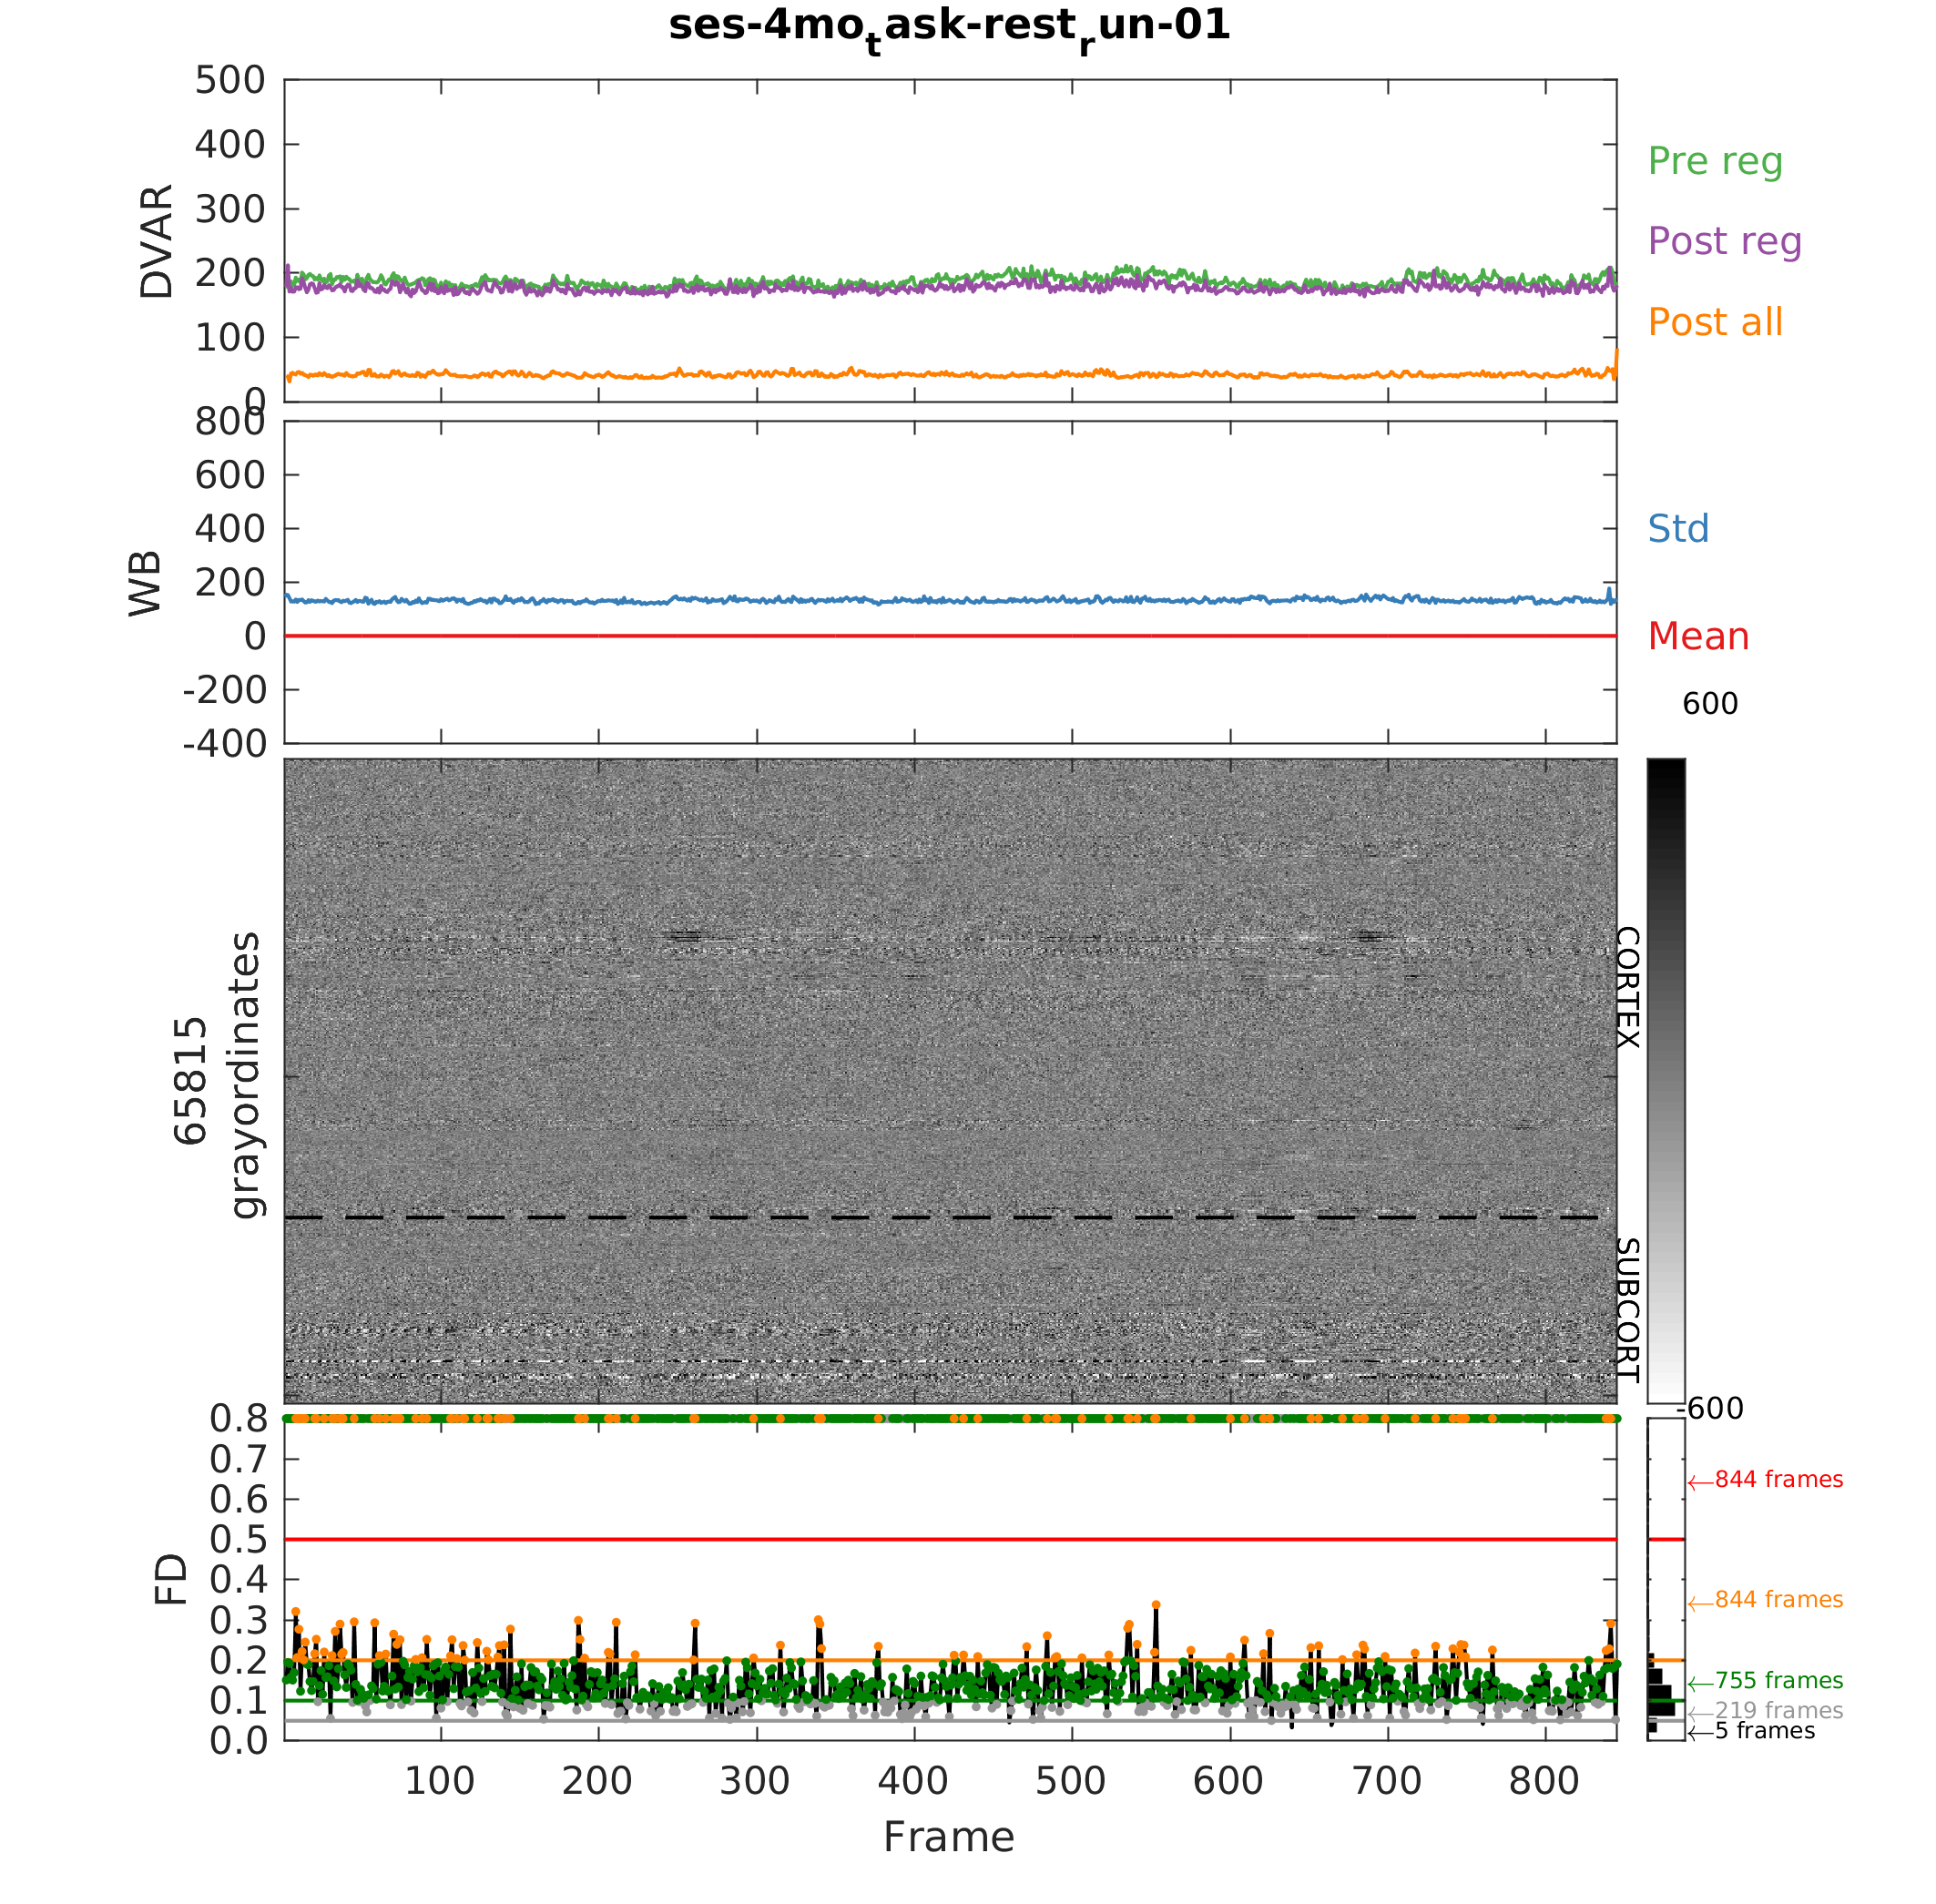 ses-4mo_task-rest_run-01
500
400
300
200
100
0
DVAR
Pre reg
Post reg
Post all
800
600
400
200
0
-200
-400
WB
Std
Mean
600
65815
grayordinates
CORTEX
SUBCORT
-600
0.8
0.7
0.6
0.5
0.4
0.3
0.2
0.1
0.0
FD
←844 frames
←844 frames
←755 frames
←219 frames
←5 frames
100 200 300 400 500 600 700 800
Frame